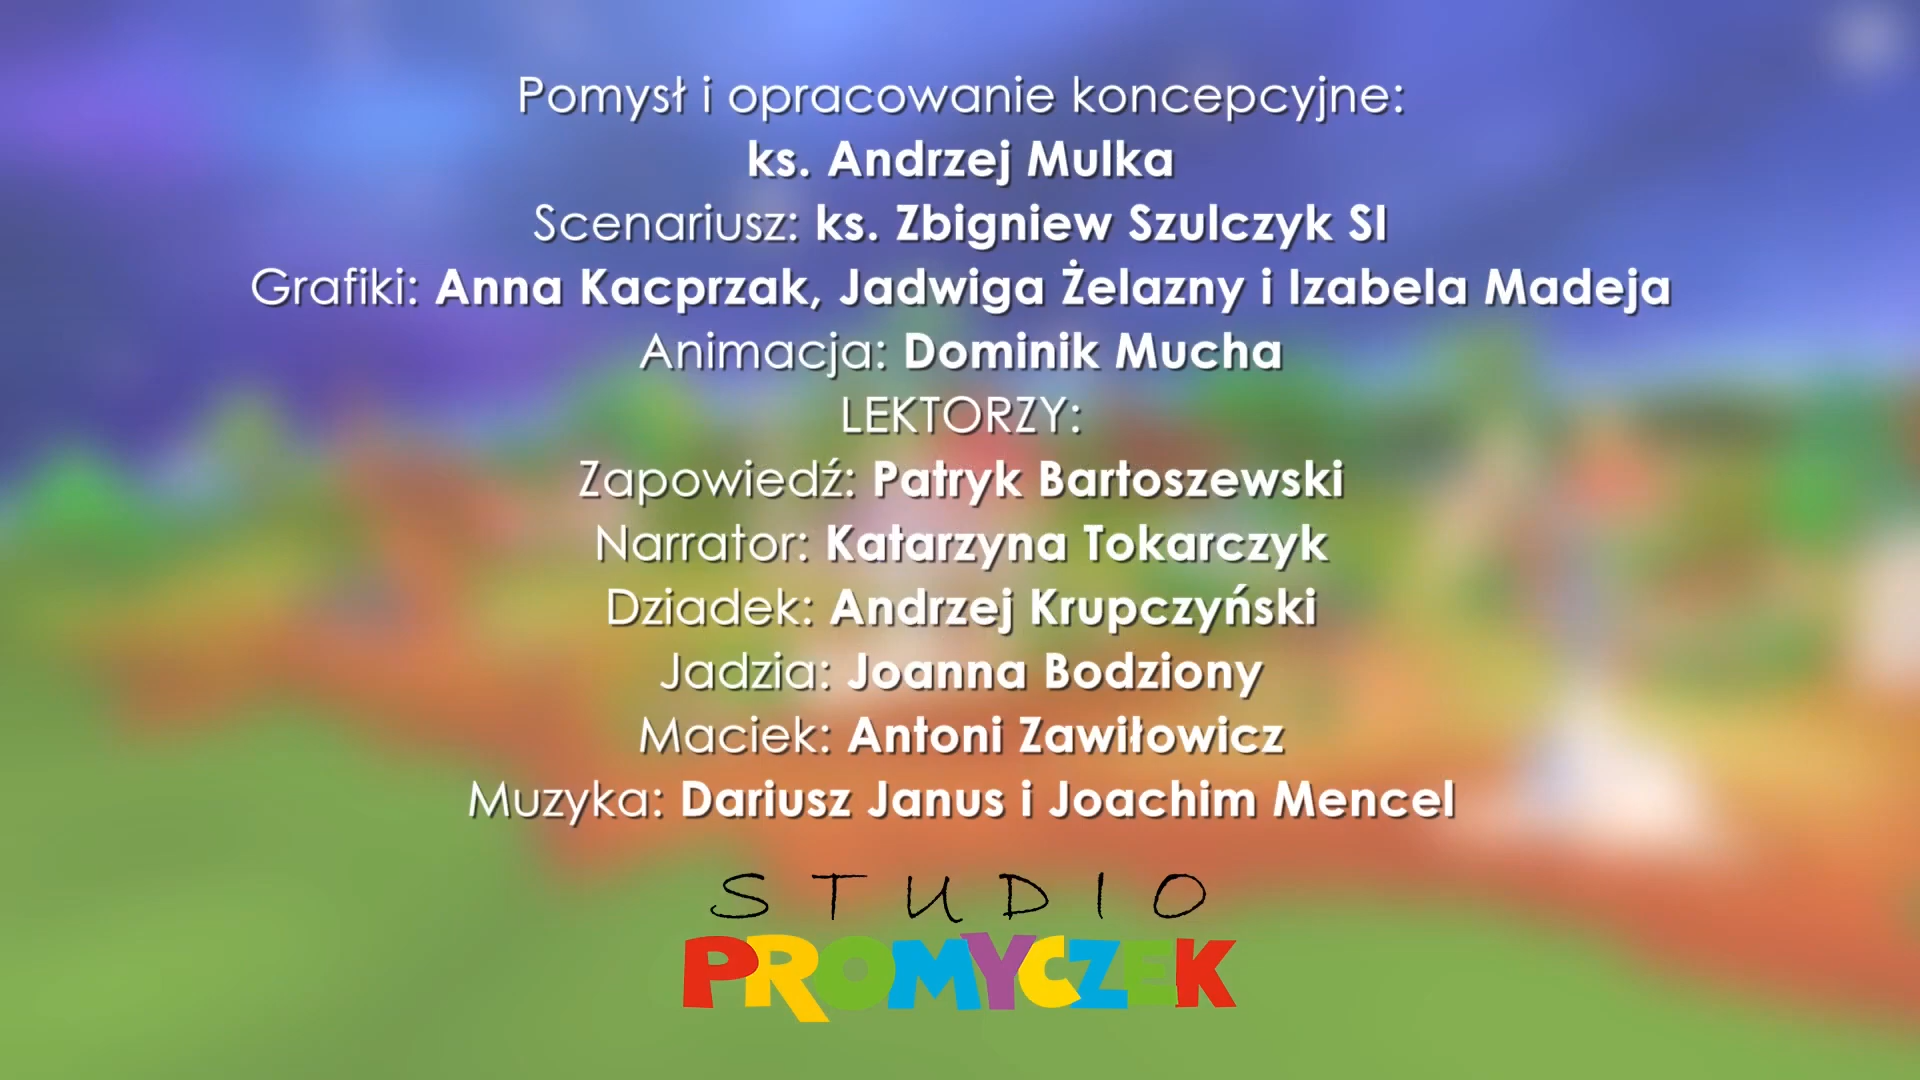 Pomysł i opracowanie koncepcyjne:
ks. Andrzej Mulka
Scenariusz: ks. Zbigniew Szulczyk SI
Grafiki: Anna Kacprzak, Jadwiga Żelazny i Izabela Madeja
Animacja: Dominik Mucha
LEKTORZY:
Zapowiedź: Patryk Bartoszewski
Narrator: Katarzyna Tokarczyk
Dziadek: Andrzej Krupczyński
Jadzia: Joanna Bodziony
Maciek: Antoni Zawiłowicz
Muzyka: Dariusz Janus i Joachim Mencel
STUDIO
PROMYCZEK